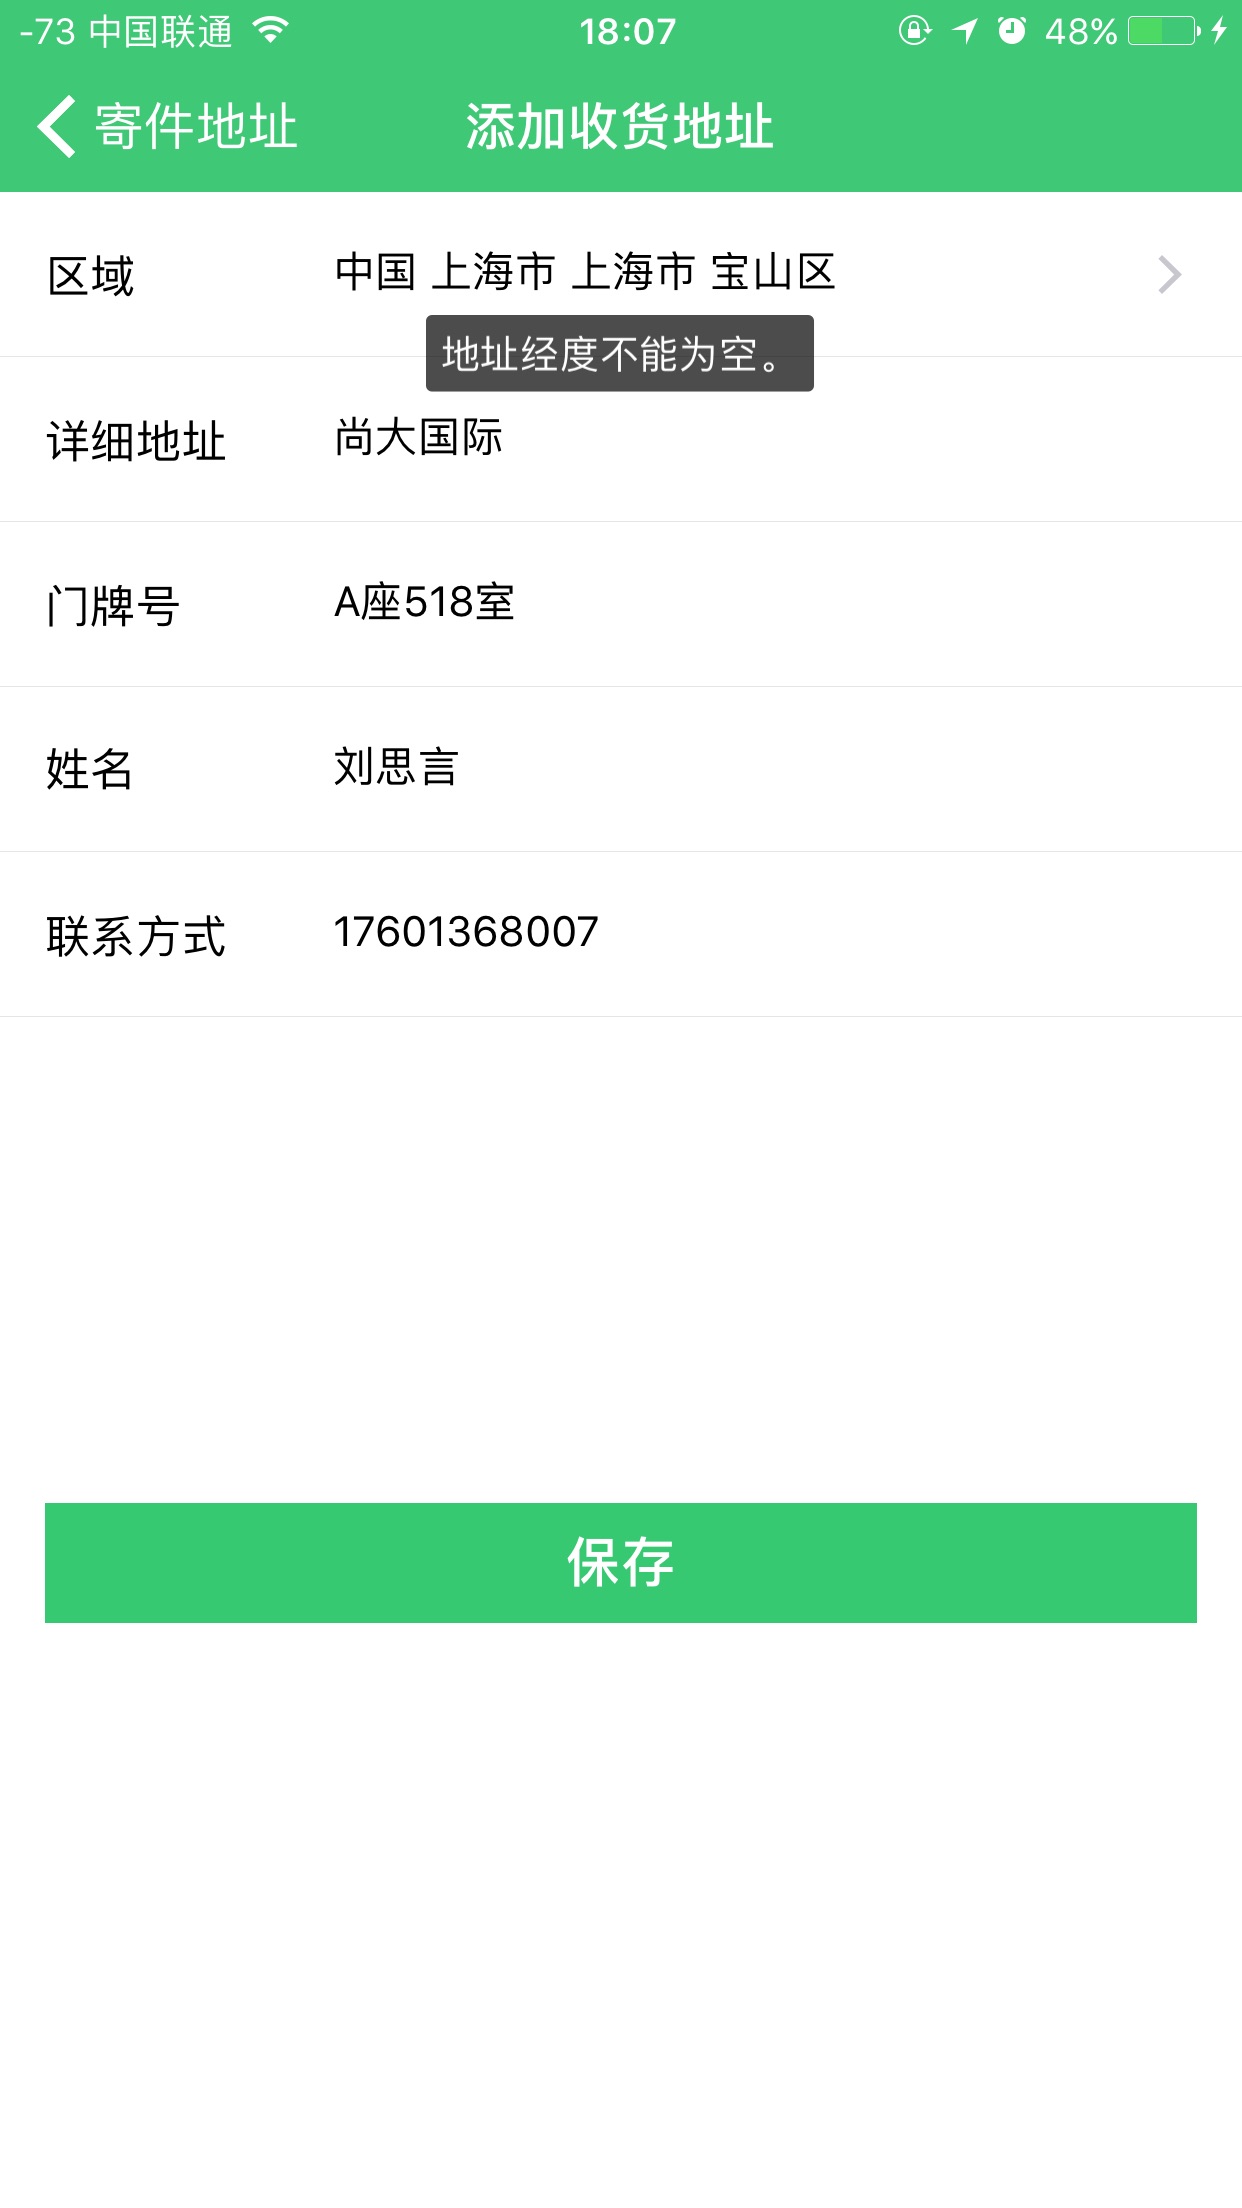 -73 中国联通 18:07 48%
寄件地址 添加收货地址
区域 中国 上海市 上海市 宝山区
地址经度不能为空。
详细地址 尚大国际
门牌号 A座518室
姓名 刘思言
联系方式 17601368007
保存